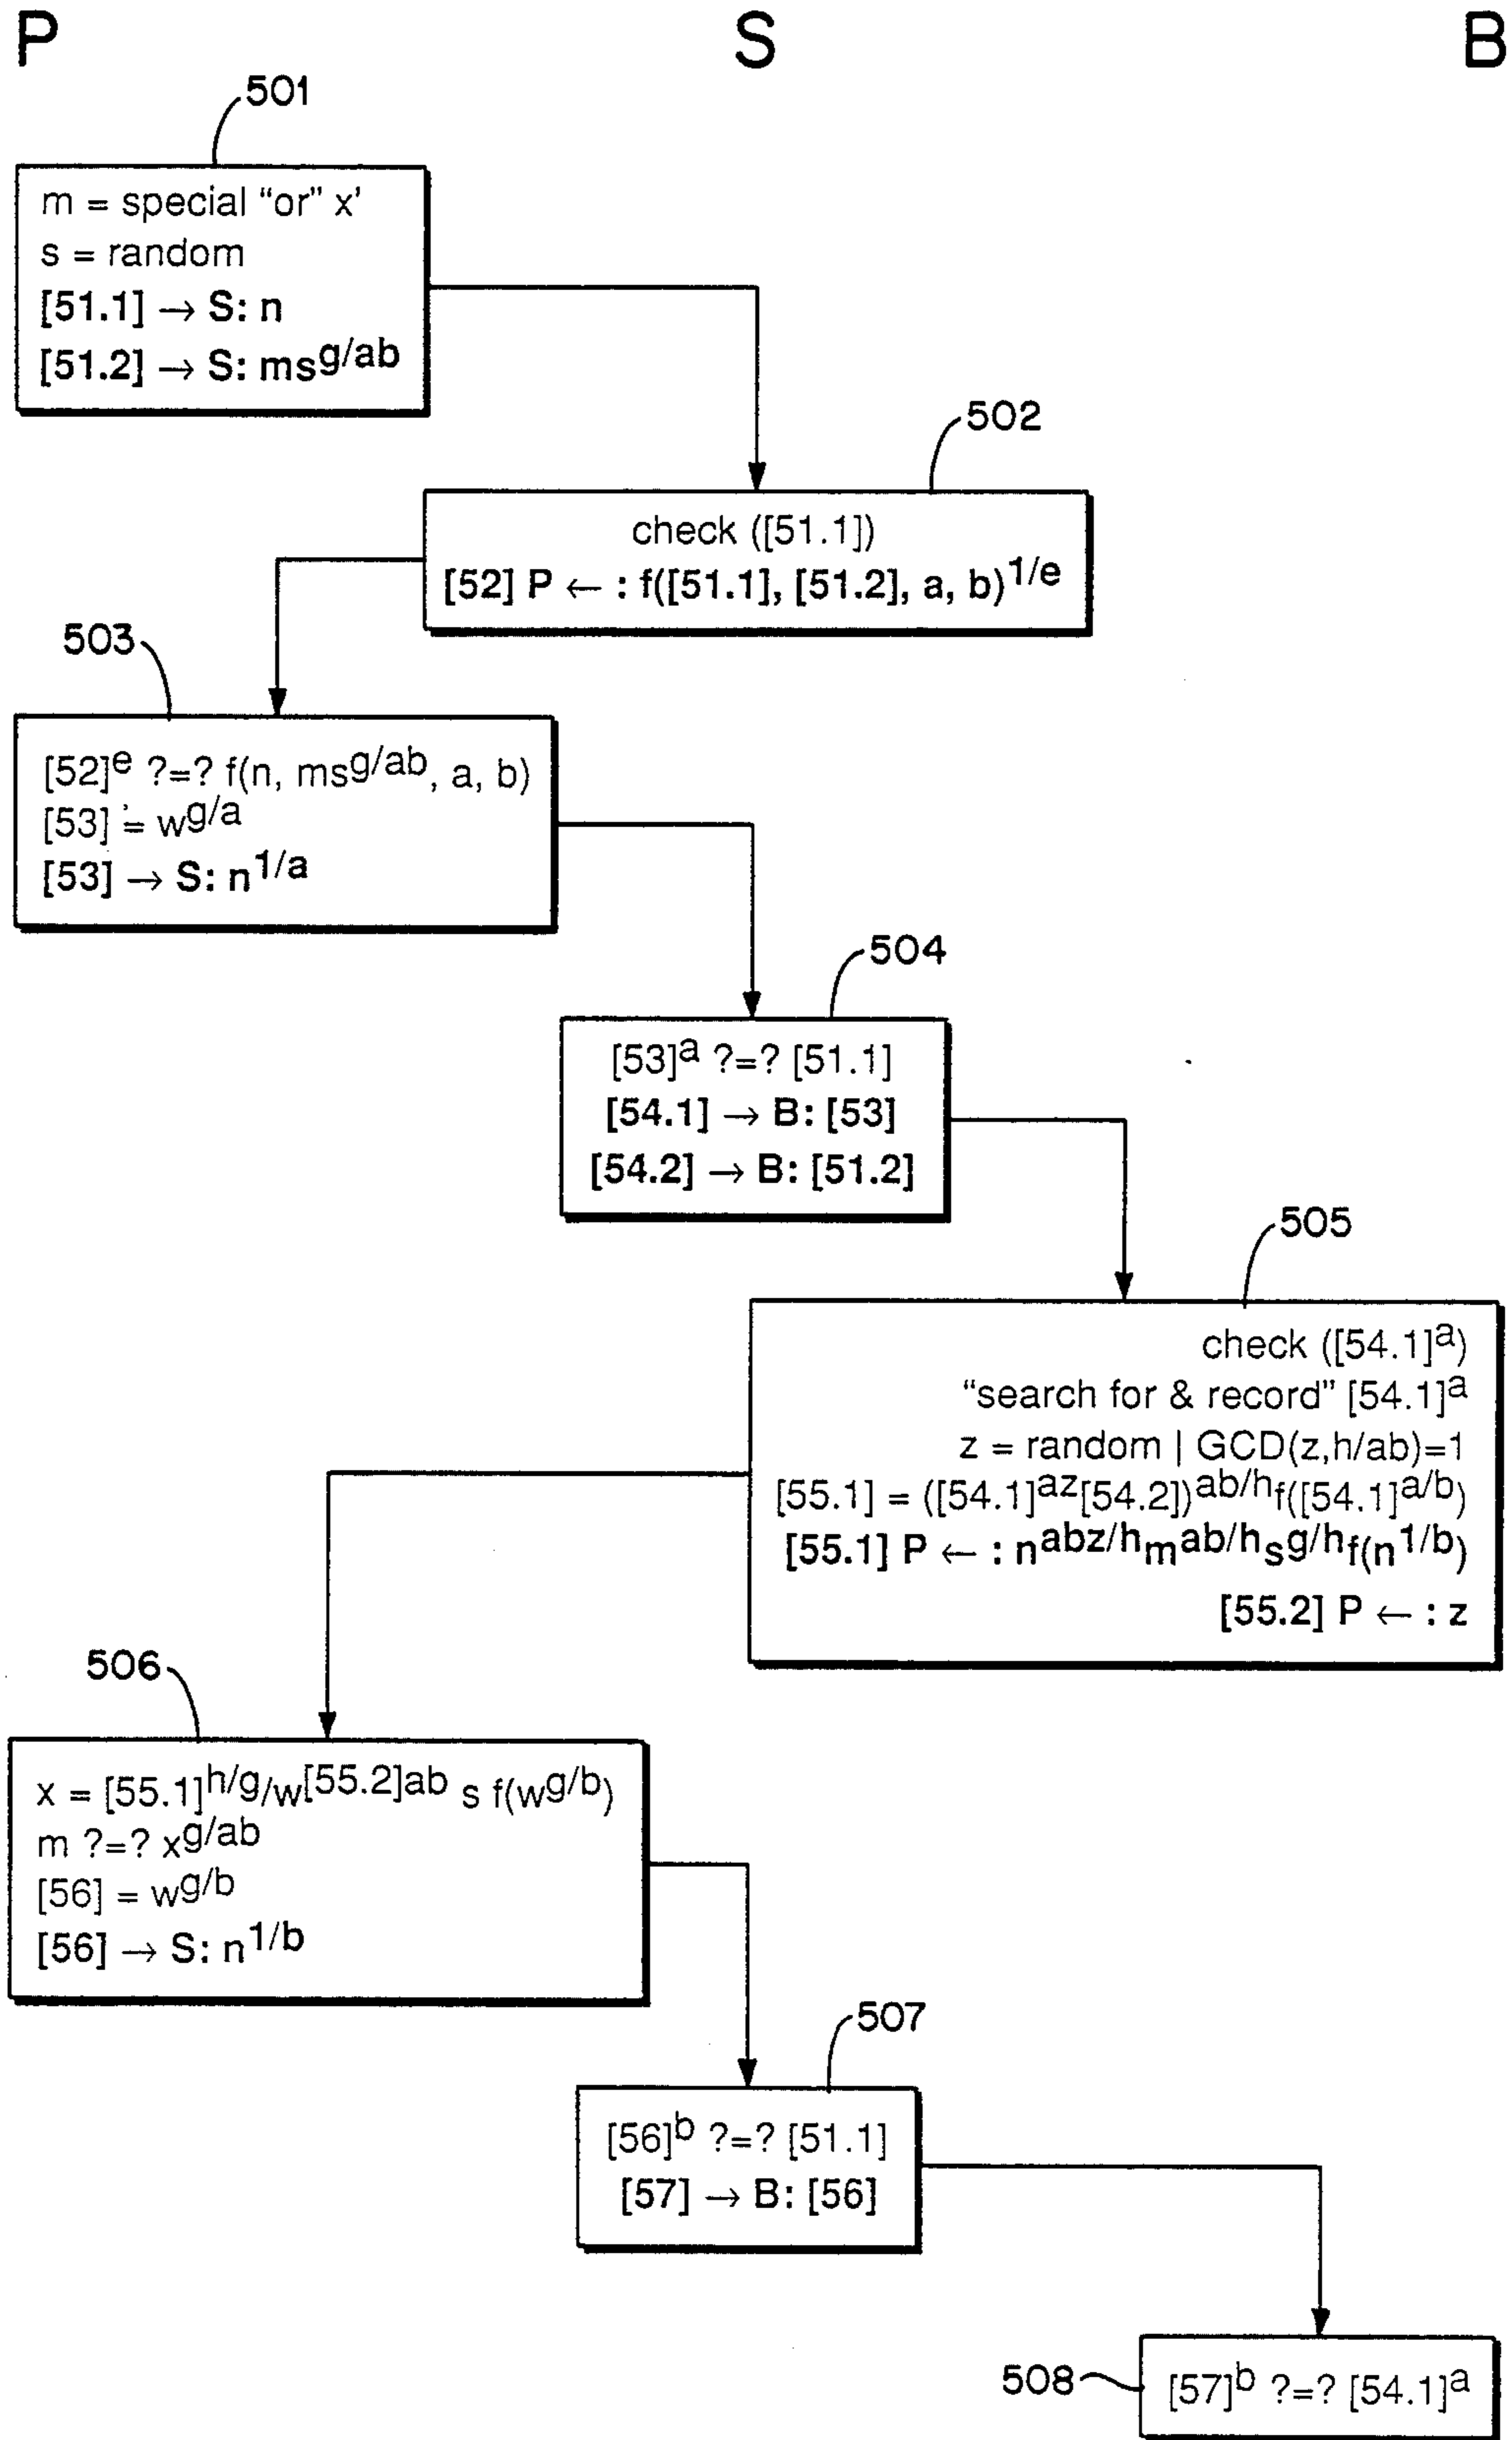 P S B
501
m = special “or” x'
s = random
[51.1] → S: n
[51.2] → S: ms^g/ab
502
check ([51.1])
[52] P ← : f([51.1], [51.2], a, b)^1/e
503
[52]^e ?=? f(n, ms^g/ab, a, b)
[53] = w^g/a
[53] → S: n^1/a
504
[53]^a ?=? [51.1]
[54.1] → B: [53]
[54.2] → B: [51.2]
505
check ([54.1]^a)
“search for & record” [54.1]^a
z = random | GCD(z,h/ab)=1
[55.1] = ([54.1]^az[54.2])^ab/h f([54.1]^a/b)
[55.1] P ← : n^abz/h m^ab/h s^g/h f(n^1/b)
[55.2] P ← : z
506
x = [55.1]^h/g/w^[55.2]ab s f(w^g/b)
m ?=? x^g/ab
[56] = w^g/b
[56] → S: n^1/b
507
[56]^b ?=? [51.1]
[57] → B: [56]
508
[57]^b ?=? [54.1]^a